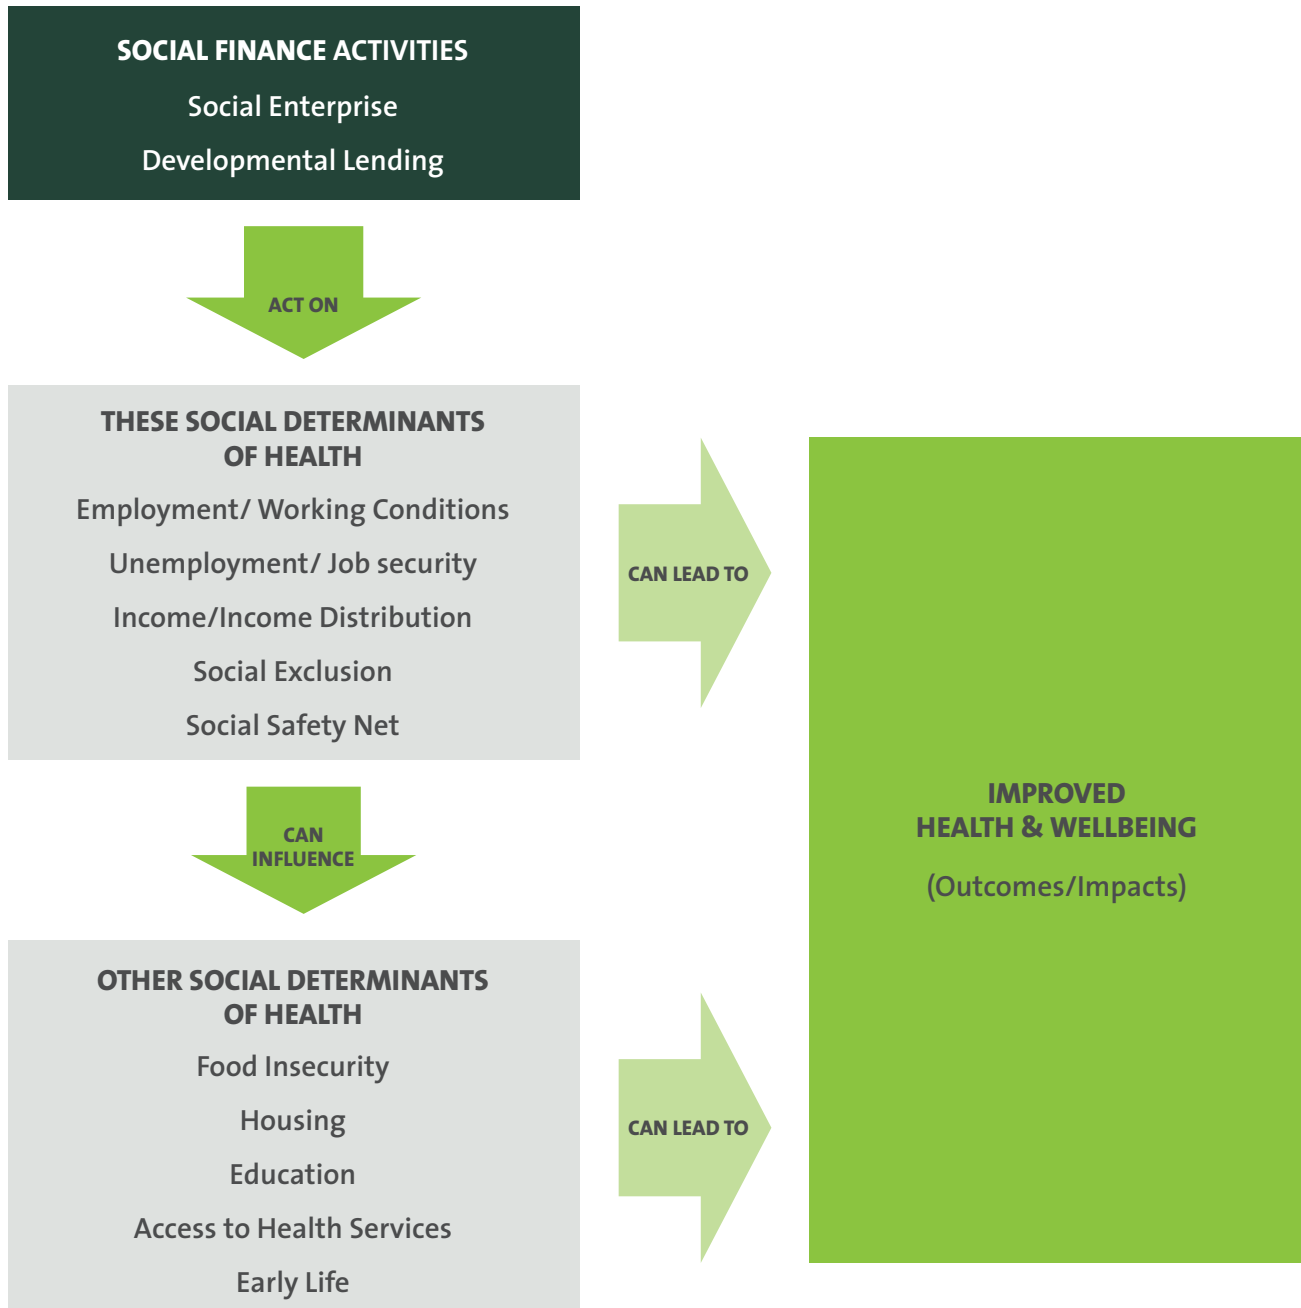 SOCIAL FINANCE ACTIVITIES
Social Enterprise
Developmental Lending
ACT ON
THESE SOCIAL DETERMINANTS
OF HEALTH
Employment/ Working Conditions
Unemployment/ Job security
Income/Income Distribution
Social Exclusion
Social Safety Net
CAN LEAD TO
CAN
INFLUENCE
OTHER SOCIAL DETERMINANTS
OF HEALTH
Food Insecurity
Housing
Education
Access to Health Services
Early Life
CAN LEAD TO
IMPROVED
HEALTH & WELLBEING
(Outcomes/Impacts)